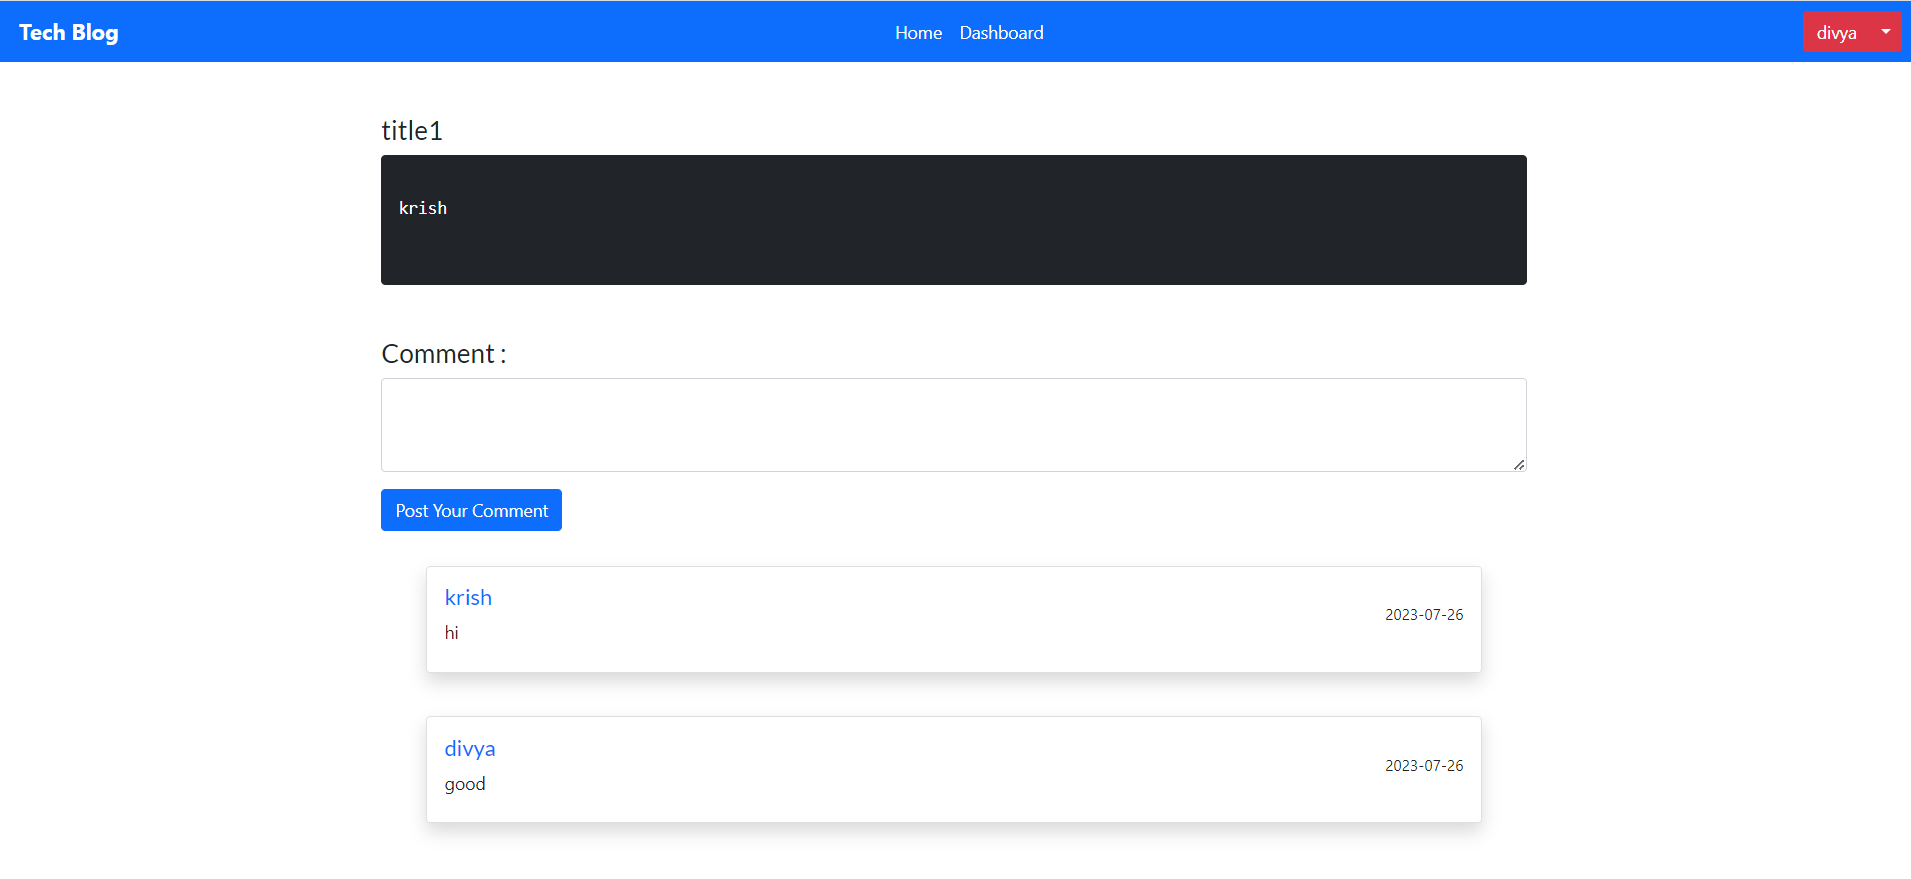 Tech Blog Home Dashboard divya
title1
krish
Comment :
Post Your Comment
krish
2023-07-26
hi
divya
2023-07-26
good